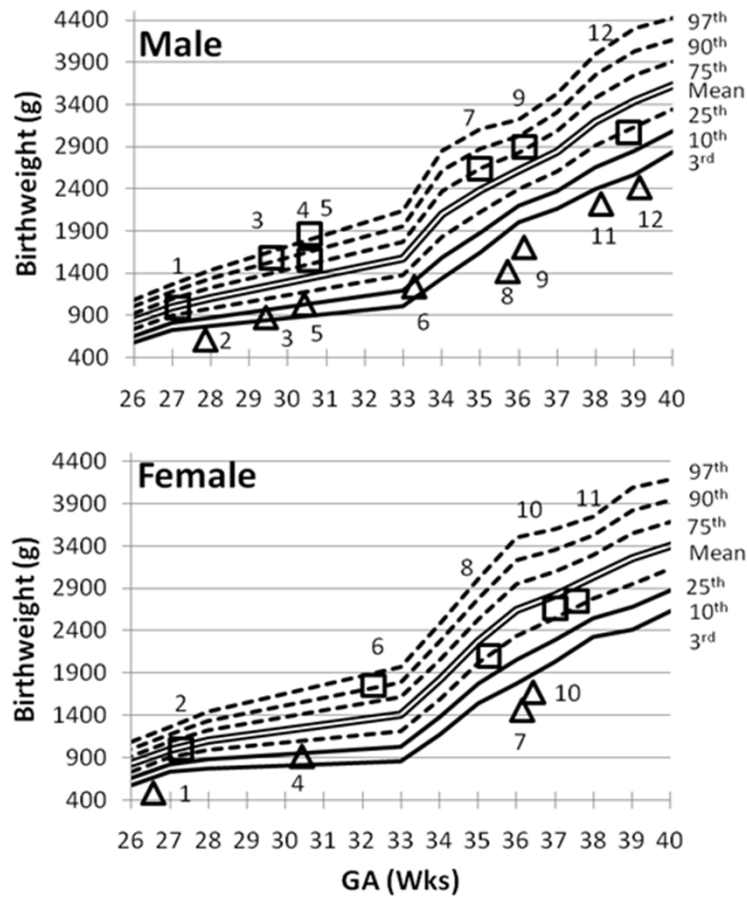 Male
Birthweight (g)
4400
3900
3400
2900
2400
1900
1400
900
400
97th
90th
75th
Mean
25th
10th
3rd
12
9
7
3
4
5
1
2
3
5
6
8
9
11
12
26 27 28 29 30 31 32 33 34 35 36 37 38 39 40
Female
Birthweight (g)
4400
3900
3400
2900
2400
1900
1400
900
400
97th
90th
75th
Mean
25th
10th
3rd
10
11
8
6
2
1
4
7
10
26 27 28 29 30 31 32 33 34 35 36 37 38 39 40
GA (Wks)